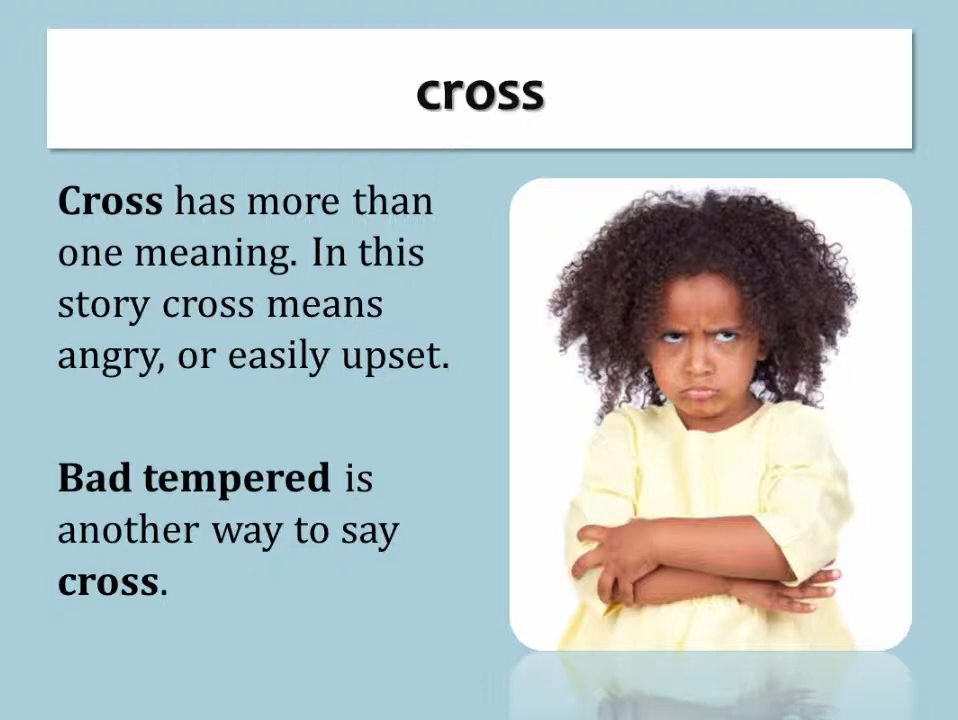 cross
Cross has more than
one meaning. In this
story cross means
angry, or easily upset.
Bad tempered is
another way to say
cross.